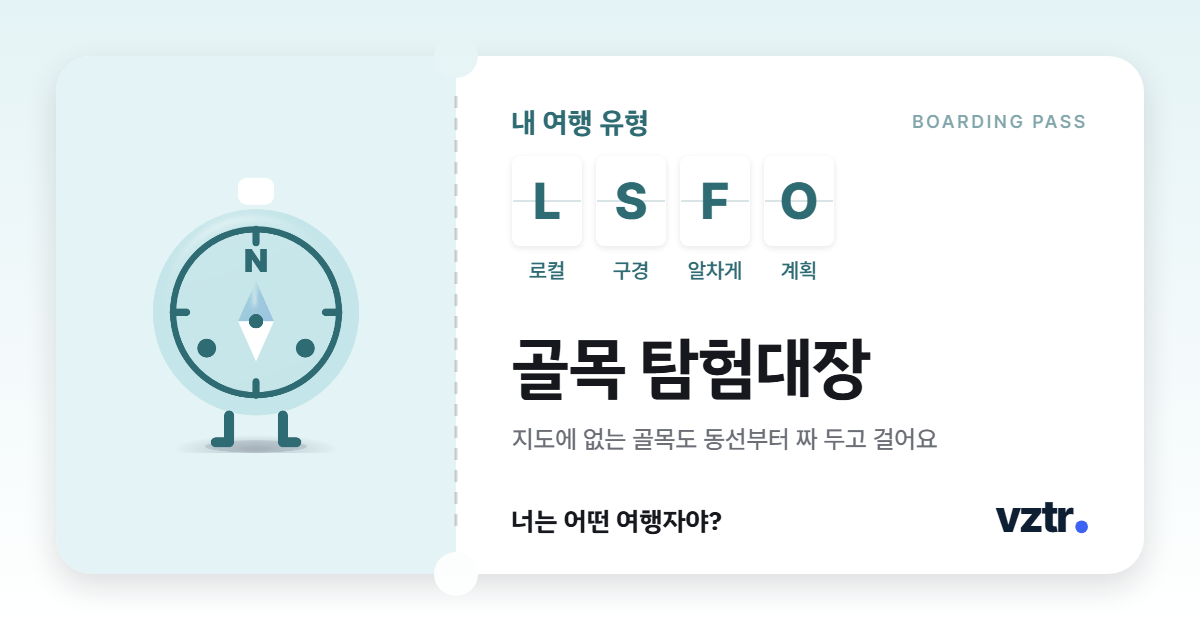 N
내 여행 유형
BOARDING PASS
L S F O
로컬 구경 알차게 계획
골목 탐험대장
지도에 없는 골목도 동선부터 짜 두고 걸어요
너는 어떤 여행자야?
vztr.